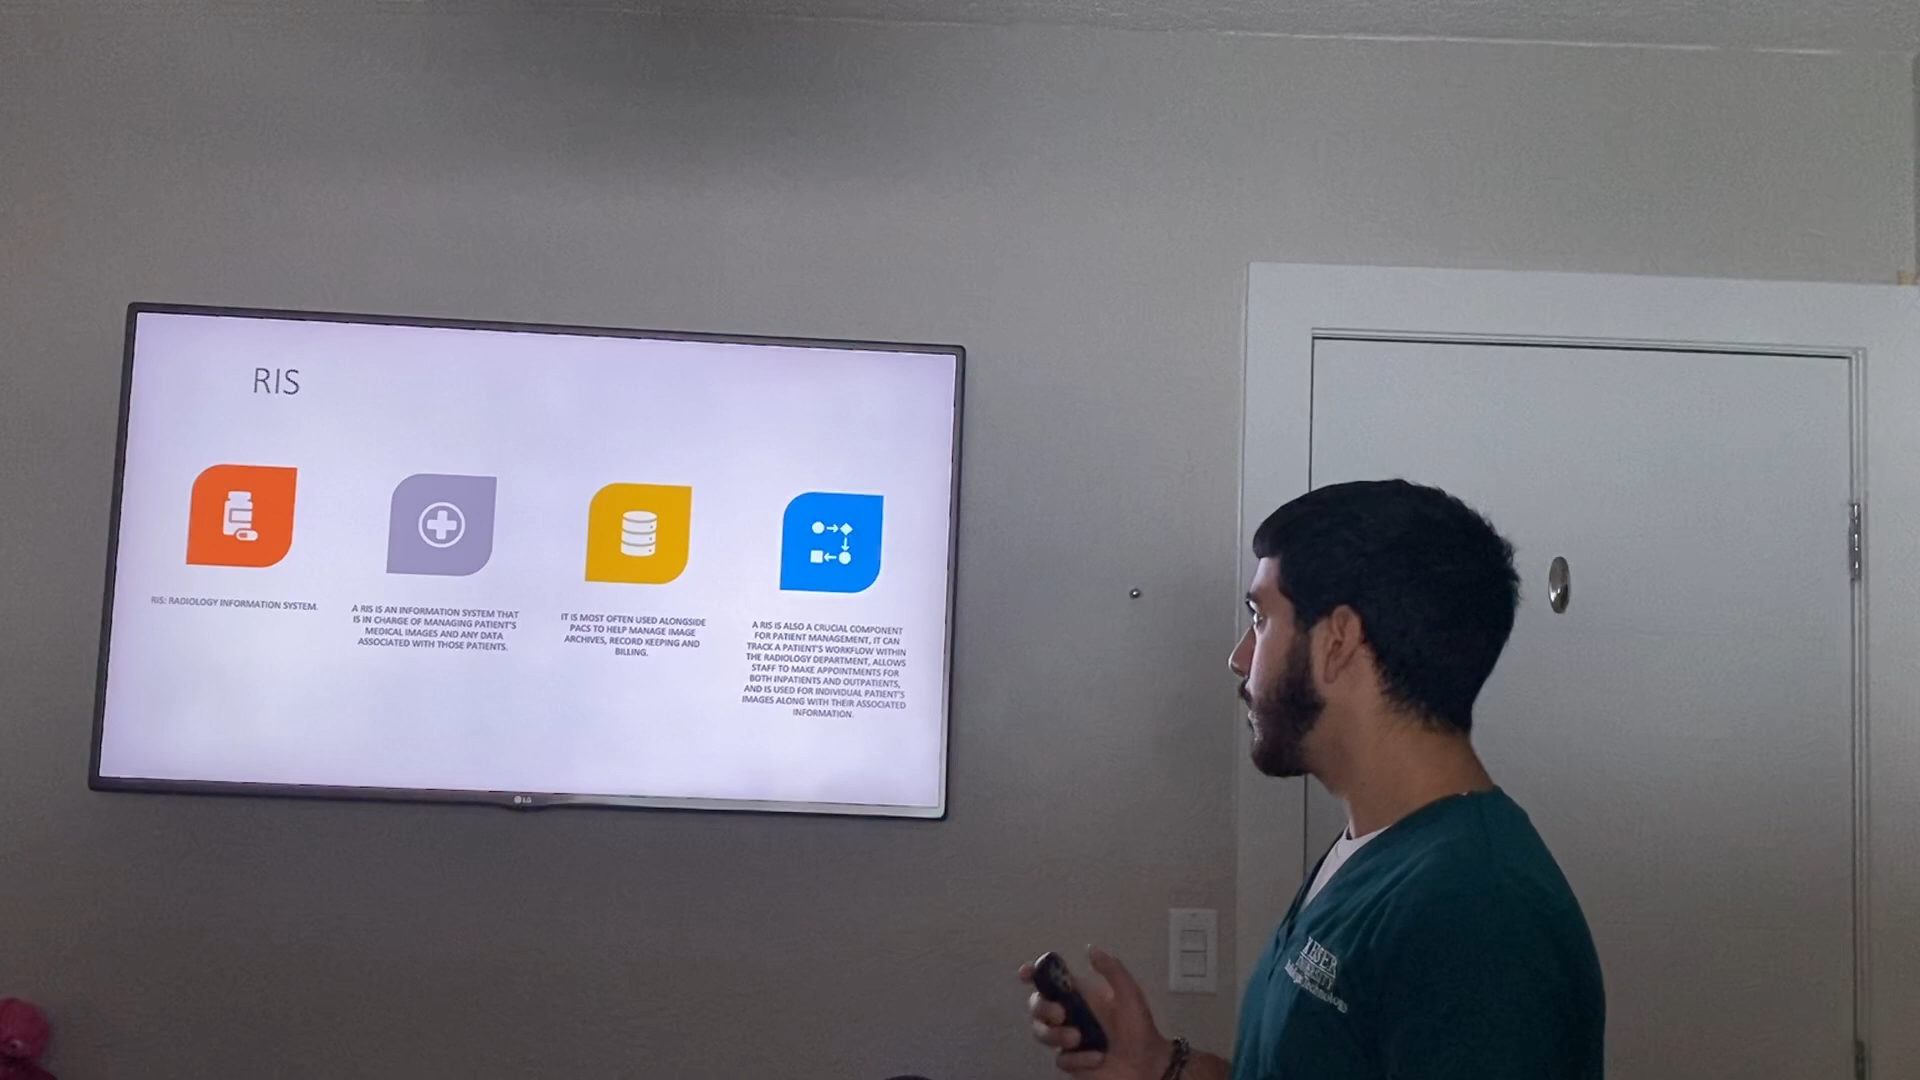 RIS
RIS: RADIOLOGY INFORMATION SYSTEM.
A RIS IS AN INFORMATION SYSTEM THAT
IS IN CHARGE OF MANAGING PATIENT'S
MEDICAL IMAGES AND ANY DATA
ASSOCIATED WITH THOSE PATIENTS.
IT IS MOST OFTEN USED ALONGSIDE
PACS TO HELP MANAGE IMAGE
ARCHIVES, RECORD KEEPING AND
BILLING.
A RIS IS ALSO A CRUCIAL COMPONENT
FOR PATIENT MANAGEMENT, IT CAN
TRACK A PATIENT'S WORKFLOW WITHIN
THE RADIOLOGY DEPARTMENT, ALLOWS
STAFF TO MAKE APPOINTMENTS FOR
BOTH INPATIENTS AND OUTPATIENTS,
AND IS USED FOR INDIVIDUAL PATIENT'S
IMAGES ALONG WITH THEIR ASSOCIATED
INFORMATION.
LG
KEISER
UNIVERSITY
Technology